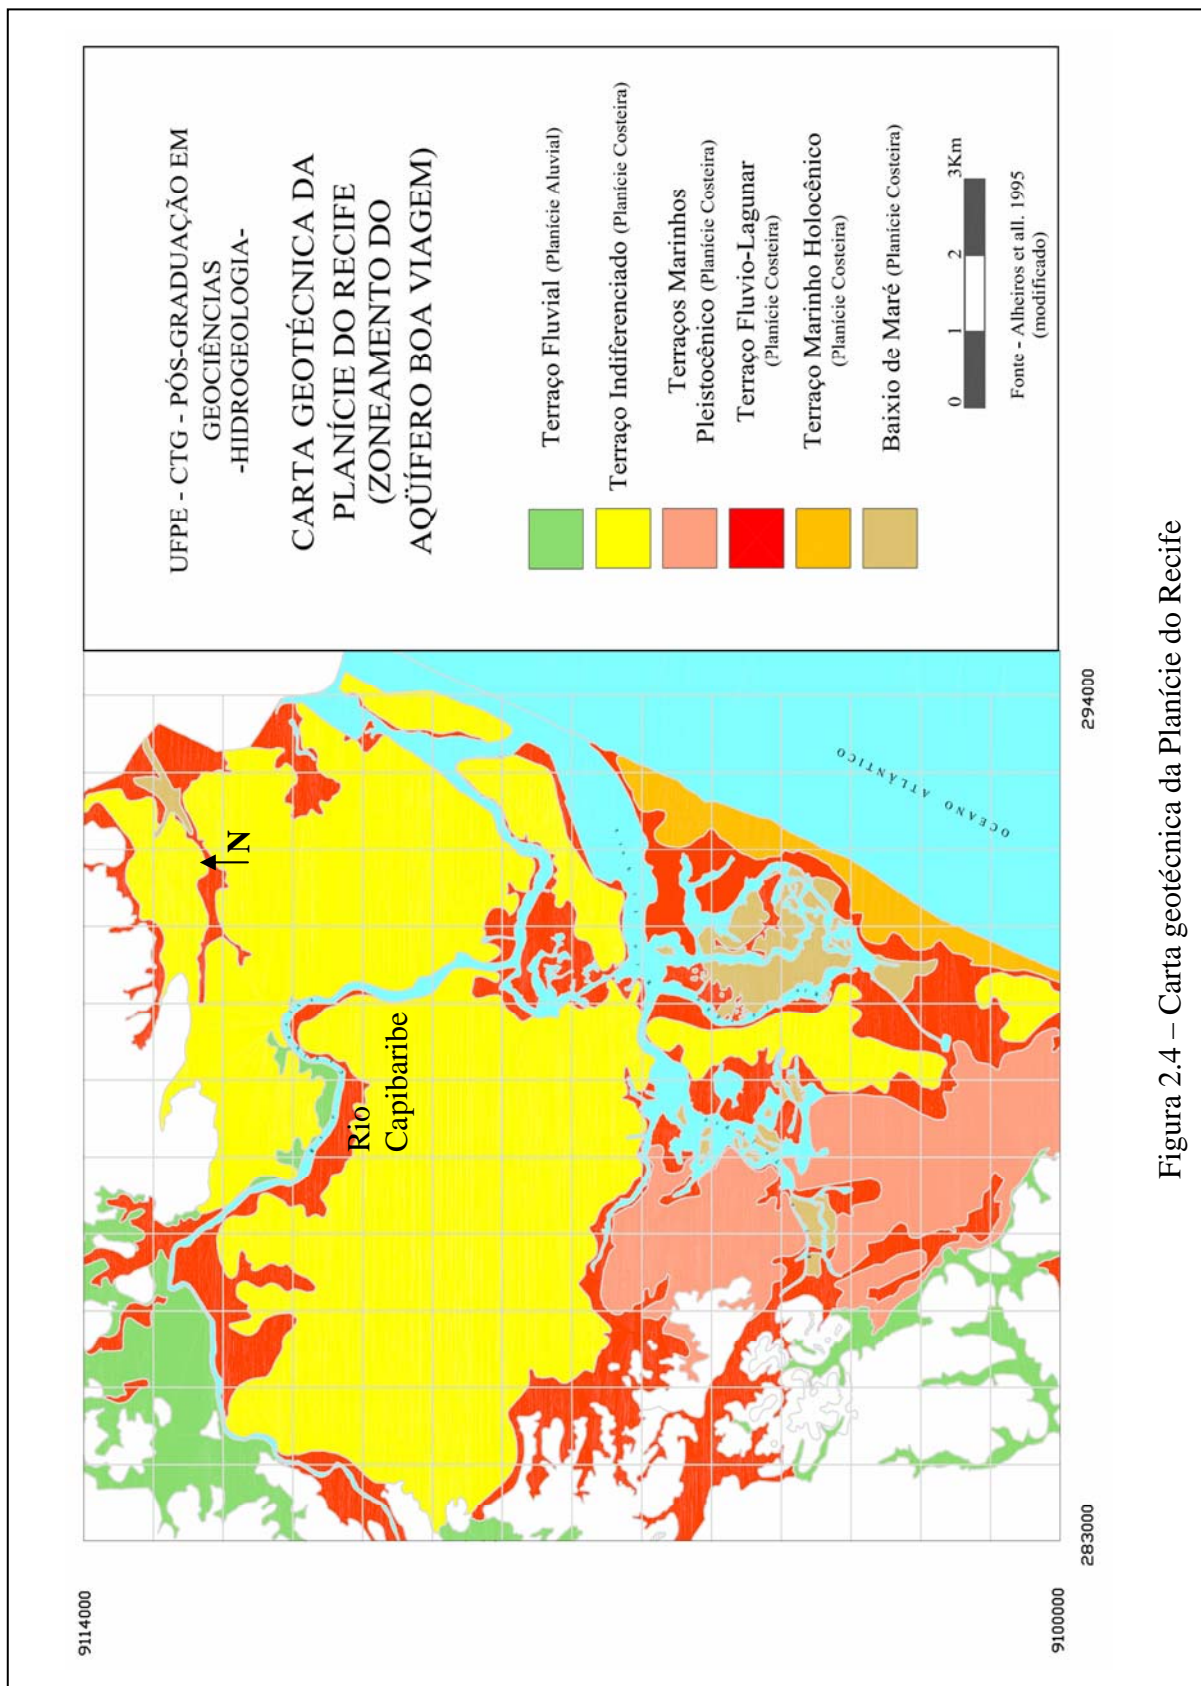 UFPE - CTG - PÓS-GRADUAÇÃO EM
GEOCIÊNCIAS
-HIDROGEOLOGIA-
CARTA GEOTÉCNICA DA
PLANÍCIE DO RECIFE
(ZONEAMENTO DO
AQÜÍFERO BOA VIAGEM)
Terraço Fluvial (Planície Aluvial)
Terraço Indiferenciado (Planície Costeira)
Terraços Marinhos
Pleistocênico (Planície Costeira)
Terraço Fluvio-Lagunar
(Planície Costeira)
Terraço Marinho Holocênico
(Planície Costeira)
Baixio de Maré (Planície Costeira)
0 1 2 3Km
Fonte - Alheiros et all. 1995
(modificado)
N
Rio
Capibaribe
OCEANO ATLÂNTICO
9114000
9100000
283000
294000
Figura 2.4 – Carta geotécnica da Planície do Recife